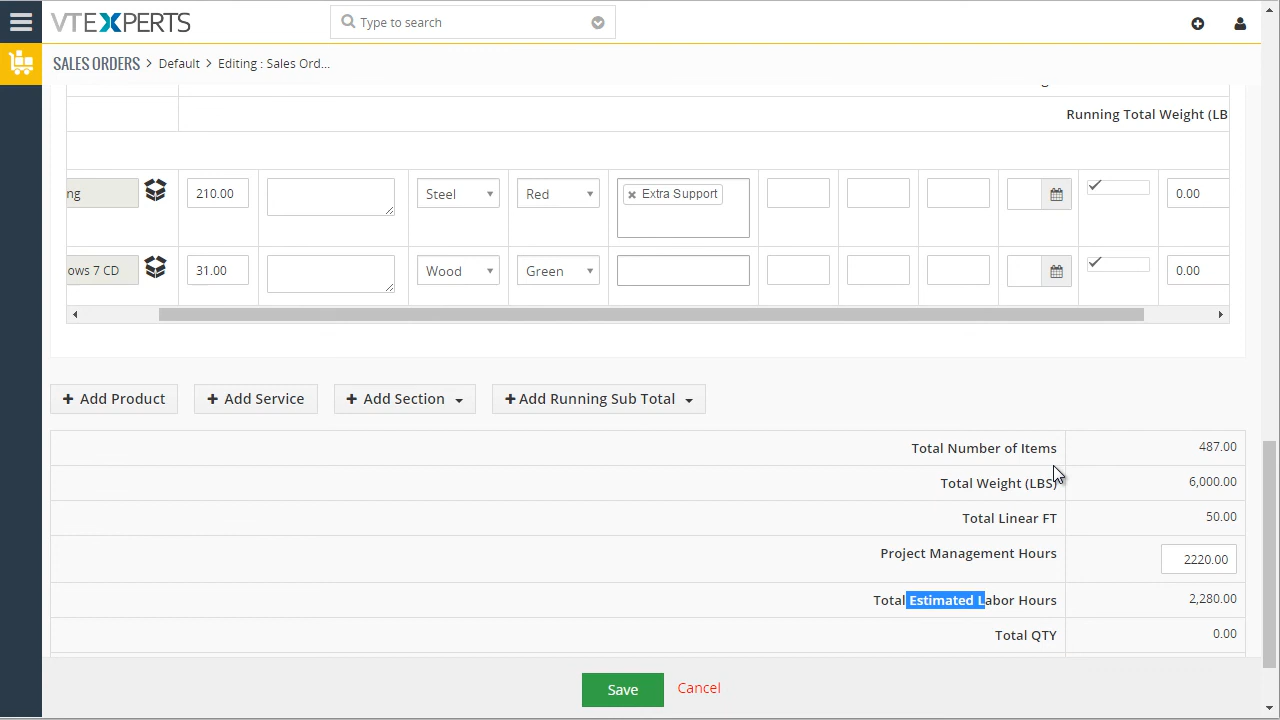 VTEXPERTS
Type to search
SALES ORDERS > Default > Editing : Sales Ord...
Running Total Weight (LB
ng 210.00 Steel Red × Extra Support 0.00
ows 7 CD 31.00 Wood Green 0.00
+ Add Product + Add Service + Add Section + Add Running Sub Total
Total Number of Items 487.00
Total Weight (LBS) 6,000.00
Total Linear FT 50.00
Project Management Hours 2220.00
Total Estimated Labor Hours 2,280.00
Total QTY 0.00
Save Cancel